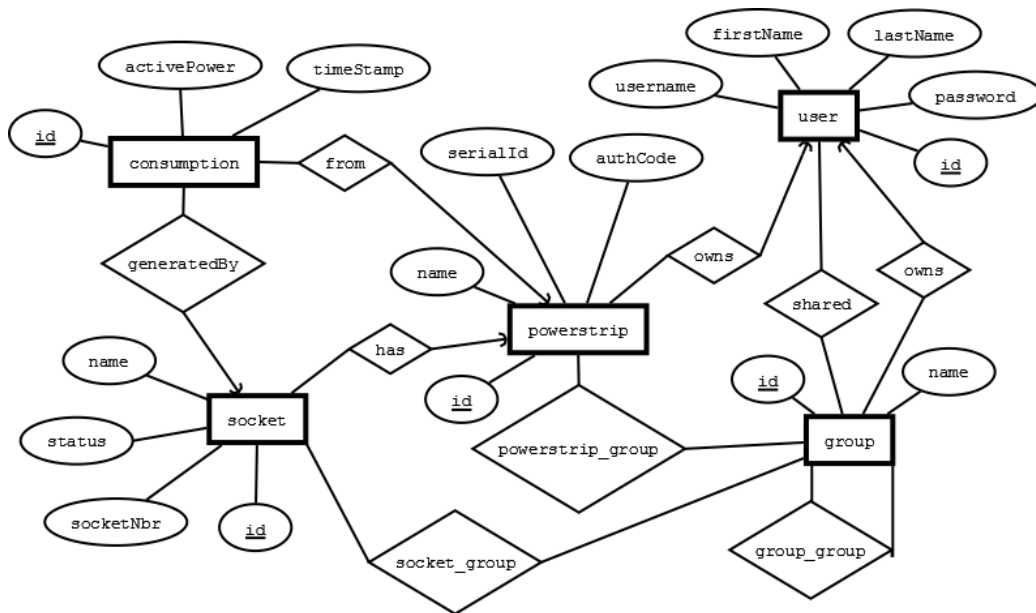 firstName
lastName
activePower
timeStamp
username
password
user
id
consumption
from
serialId
authCode
id
generatedBy
name
owns
owns
shared
powerstrip
has
name
id
id
name
socket
status
powerstrip_group
group
socketNbr
id
socket_group
group_group